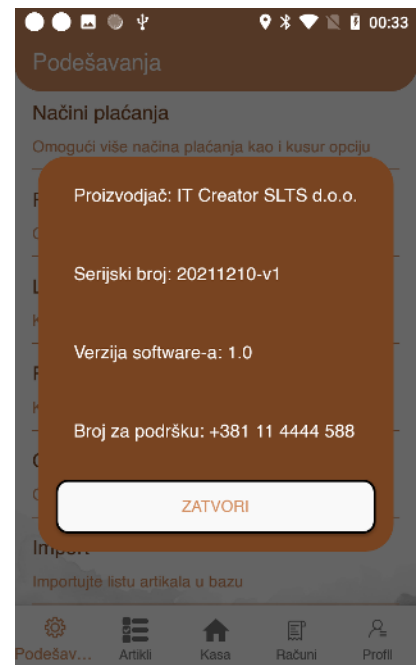 00:33
Podešavanja
Načini plaćanja
Omogući više načina plaćanja kao i kusur opciju
Proizvodjač: IT Creator SLTS d.o.o.
Serijski broj: 20211210-v1
Verzija software-a: 1.0
Broj za podršku: +381 11 4444 588
ZATVORI
Import
Importujte listu artikala u bazu
Podešav... Artikli Kasa Računi Profil